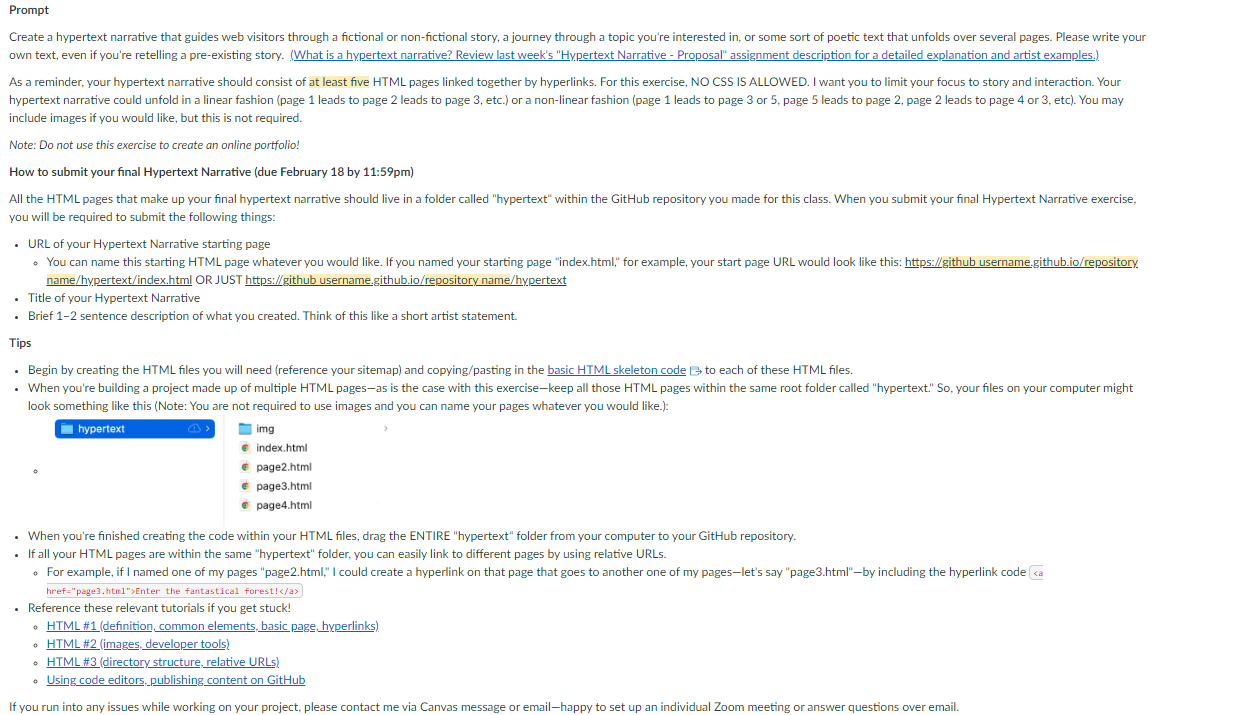 Prompt
Create a hypertext narrative that guides web visitors through a fictional or non-fictional story, a journey through a topic you're interested in, or some sort of poetic text that unfolds over several pages. Please write your
own text, even if you're retelling a pre-existing story.  (What is a hypertext narrative? Review last week's "Hypertext Narrative - Proposal" assignment description for a detailed explanation and artist examples.)
As a reminder, your hypertext narrative should consist of at least five HTML pages linked together by hyperlinks. For this exercise, NO CSS IS ALLOWED. I want you to limit your focus to story and interaction. Your
hypertext narrative could unfold in a linear fashion (page 1 leads to page 2 leads to page 3, etc.) or a non-linear fashion (page 1 leads to page 3 or 5, page 5 leads to page 2, page 2 leads to page 4 or 3, etc). You may
include images if you would like, but this is not required.
Note: Do not use this exercise to create an online portfolio!
How to submit your final Hypertext Narrative (due February 18 by 11:59pm)
All the HTML pages that make up your final hypertext narrative should live in a folder called "hypertext" within the GitHub repository you made for this class. When you submit your final Hypertext Narrative exercise,
you will be required to submit the following things:
• URL of your Hypertext Narrative starting page
◦ You can name this starting HTML page whatever you would like. If you named your starting page "index.html," for example, your start page URL would look like this: https://github username.github.io/repository
name/hypertext/index.html OR JUST https://github username.github.io/repository name/hypertext
• Title of your Hypertext Narrative
• Brief 1–2 sentence description of what you created. Think of this like a short artist statement.
Tips
• Begin by creating the HTML files you will need (reference your sitemap) and copying/pasting in the basic HTML skeleton code to each of these HTML files.
• When you're building a project made up of multiple HTML pages—as is the case with this exercise—keep all those HTML pages within the same root folder called "hypertext." So, your files on your computer might
look something like this (Note: You are not required to use images and you can name your pages whatever you would like.):
hypertext
img
index.html
page2.html
page3.html
page4.html
• When you're finished creating the code within your HTML files, drag the ENTIRE "hypertext" folder from your computer to your GitHub repository.
• If all your HTML pages are within the same "hypertext" folder, you can easily link to different pages by using relative URLs.
◦ For example, if I named one of my pages "page2.html," I could create a hyperlink on that page that goes to another one of my pages—let's say "page3.html"—by including the hyperlink code <a
href="page3.html">Enter the fantastical forest!</a>
• Reference these relevant tutorials if you get stuck!
◦ HTML #1 (definition, common elements, basic page, hyperlinks)
◦ HTML #2 (images, developer tools)
◦ HTML #3 (directory structure, relative URLs)
◦ Using code editors, publishing content on GitHub
If you run into any issues while working on your project, please contact me via Canvas message or email—happy to set up an individual Zoom meeting or answer questions over email.